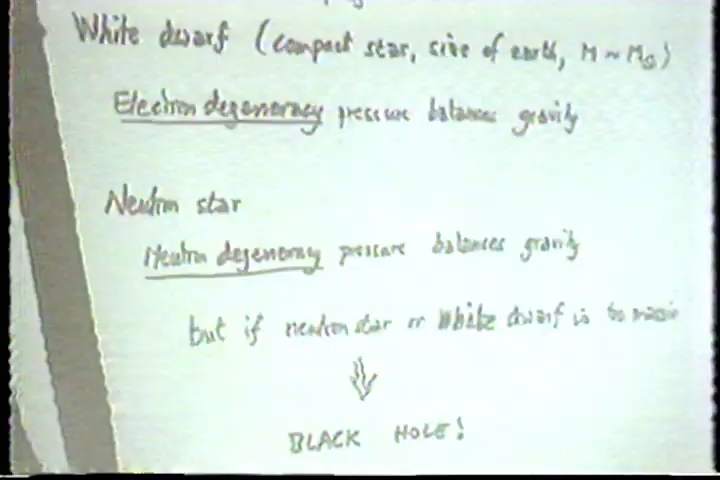 White dwarf (compact star, size of earth, M ~ M⊙)
Electron degeneracy pressure balances gravity
Neutron star
Neutron degeneracy pressure balances gravity
but if neutron star or white dwarf is too massive
⇓
BLACK HOLE!